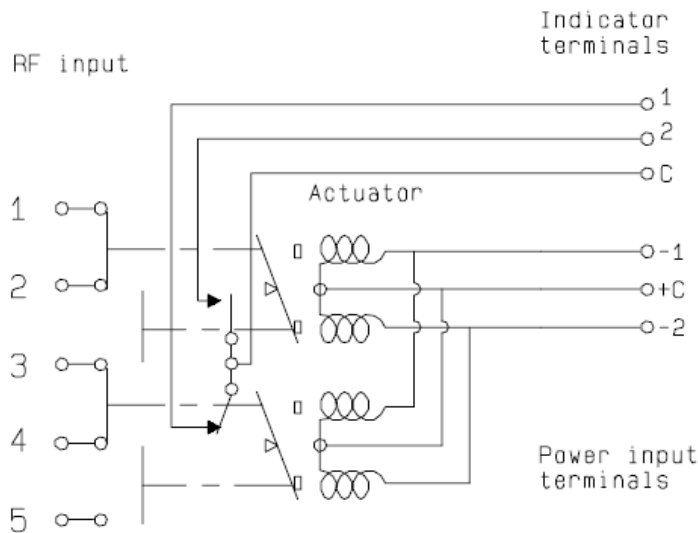 Indicator
terminals
RF input
1
2
C
Actuator
1
2
3
4
5
-1
+C
-2
Power input
terminals